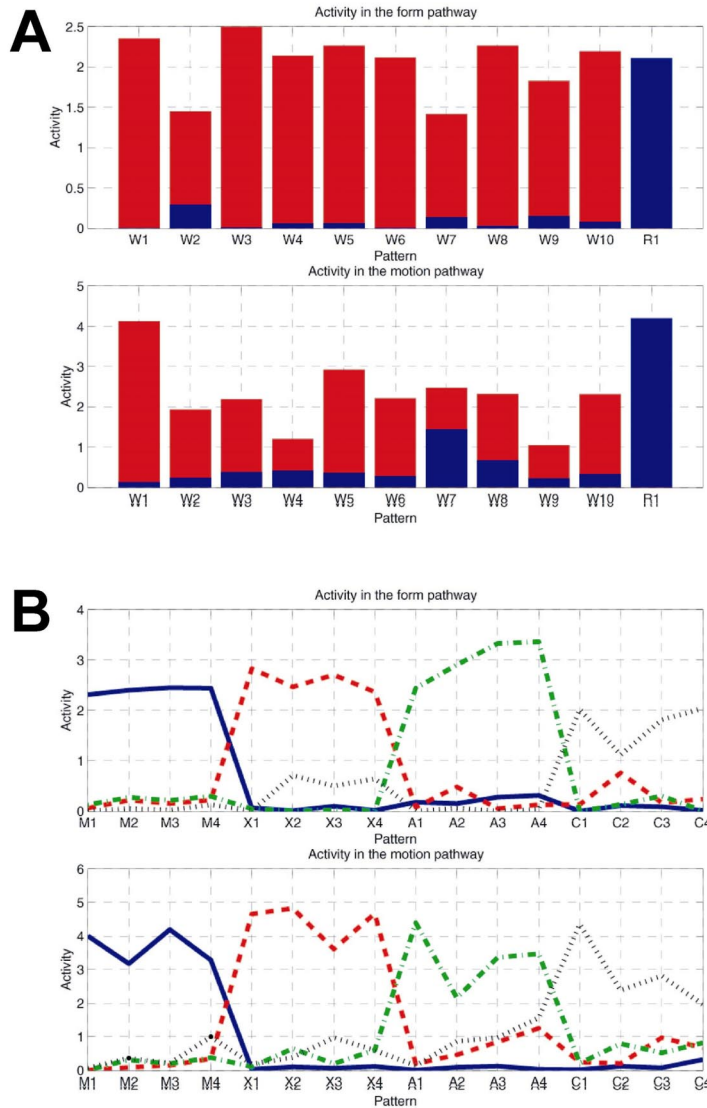 A
Activity in the form pathway
2.5
2
1.5
1
0.5
0
Activity
W1 W2 W3 W4 W5 W6 W7 W8 W9 W10 R1
Pattern
Activity in the motion pathway
5
4
3
2
1
0
Activity
W1 W2 W3 W4 W5 W6 W7 W8 W9 W10 R1
Pattern
B
Activity in the form pathway
4
3
2
1
0
Activity
M1 M2 M3 M4 X1 X2 X3 X4 A1 A2 A3 A4 C1 C2 C3 C4
Pattern
Activity in the motion pathway
6
5
4
3
2
1
0
Activity
M1 M2 M3 M4 X1 X2 X3 X4 A1 A2 A3 A4 C1 C2 C3 C4
Pattern